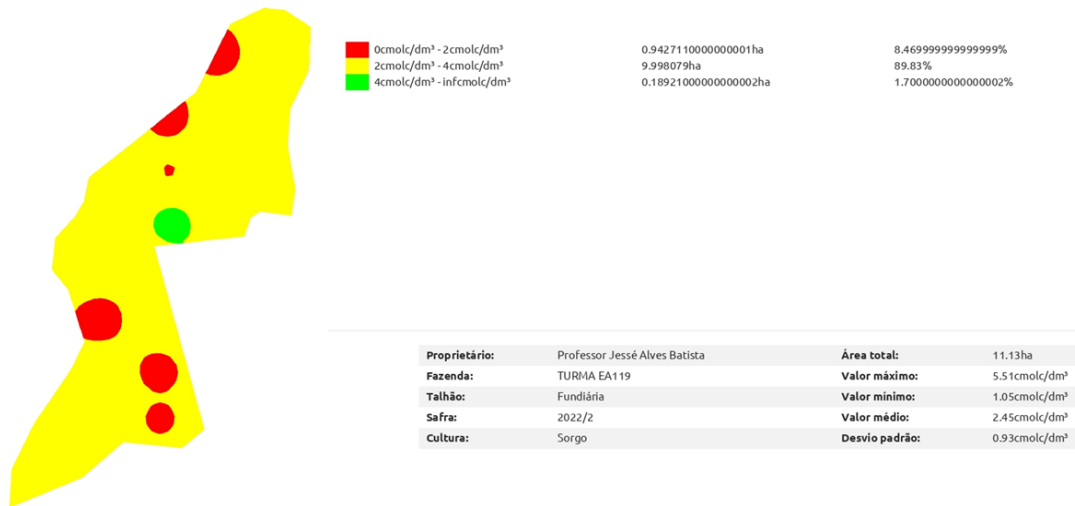 0cmolc/dm³ - 2cmolc/dm³ 0.9427110000000001ha 8.469999999999999%
2cmolc/dm³ - 4cmolc/dm³ 9.998079ha 89.83%
4cmolc/dm³ - infcmolc/dm³ 0.18921000000000002ha 1.7000000000000002%
Proprietário: Professor Jessé Alves Batista Área total: 11.13ha
Fazenda: TURMA EA119 Valor máximo: 5.51cmolc/dm³
Talhão: Fundiária Valor mínimo: 1.05cmolc/dm³
Safra: 2022/2 Valor médio: 2.45cmolc/dm³
Cultura: Sorgo Desvio padrão: 0.93cmolc/dm³